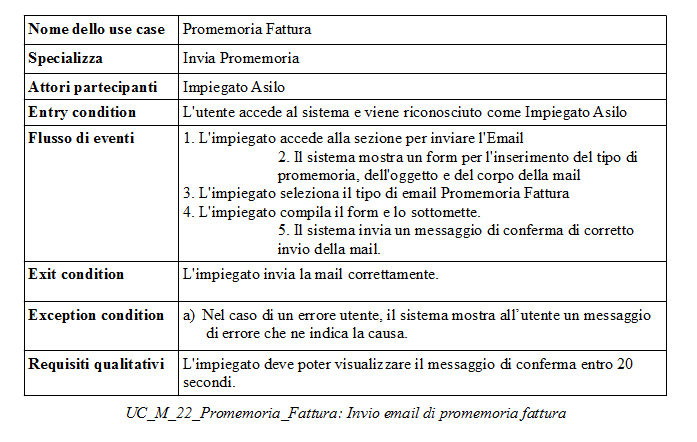 Nome dello use case Promemoria Fattura
Specializza Invia Promemoria
Attori partecipanti Impiegato Asilo
Entry condition L'utente accede al sistema e viene riconosciuto come Impiegato Asilo
Flusso di eventi 1. L'impiegato accede alla sezione per inviare l'Email
2. Il sistema mostra un form per l'inserimento del tipo di
promemoria, dell'oggetto e del corpo della mail
3. L'impiegato seleziona il tipo di email Promemoria Fattura
4. L'impiegato compila il form e lo sottomette.
5. Il sistema invia un messaggio di conferma di corretto
invio della mail.
Exit condition L'impiegato invia la mail correttamente.
Exception condition a) Nel caso di un errore utente, il sistema mostra all’utente un messaggio
di errore che ne indica la causa.
Requisiti qualitativi L'impiegato deve poter visualizzare il messaggio di conferma entro 20
secondi.
UC_M_22_Promemoria_Fattura: Invio email di promemoria fattura